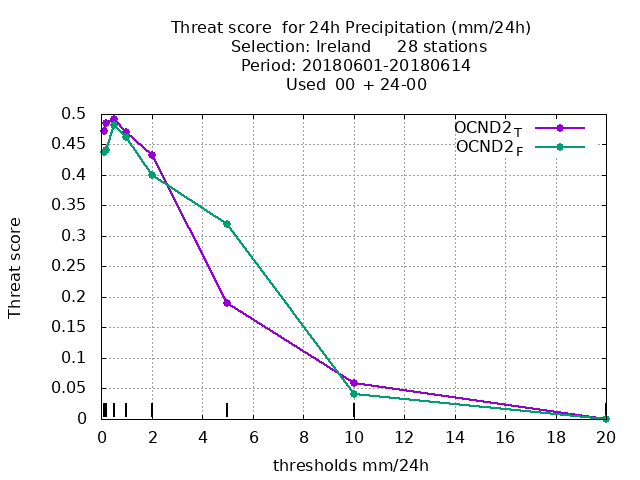 Threat score  for 24h Precipitation (mm/24h)
Selection: Ireland     28 stations
Period: 20180601-20180614
Used  00  + 24-00
OCND2T
OCND2F
0.5
0.45
0.4
0.35
0.3
0.25
0.2
0.15
0.1
0.05
0
Threat score
0 2 4 6 8 10 12 14 16 18 20
thresholds mm/24h